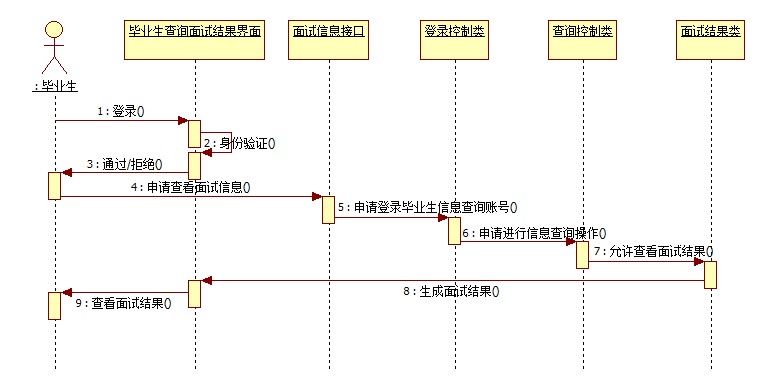 毕业生查询面试结果界面
面试信息接口
登录控制类
查询控制类
面试结果类
:毕业生
1:登录()
2:身份验证()
3:通过/拒绝()
4:申请查看面试信息()
5:申请登录毕业生信息查询账号()
6:申请进行信息查询操作()
7:允许查看面试结果()
8:生成面试结果()
9:查看面试结果()